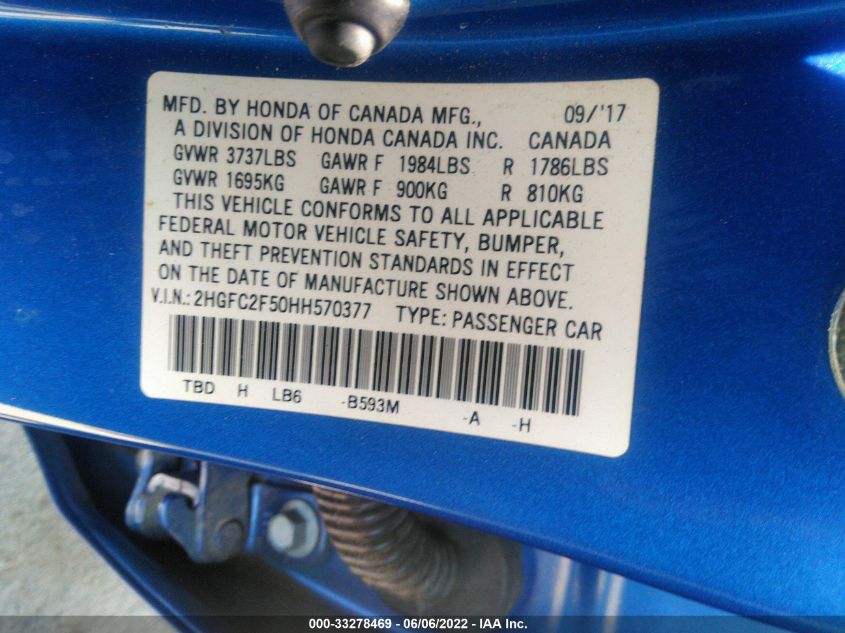 MFD. BY HONDA OF CANADA MFG., 09/'17
A DIVISION OF HONDA CANADA INC. CANADA
GVWR 3737LBS GAWR F 1984LBS R 1786LBS
GVWR 1695KG GAWR F 900KG R 810KG
THIS VEHICLE CONFORMS TO ALL APPLICABLE
FEDERAL MOTOR VEHICLE SAFETY, BUMPER,
AND THEFT PREVENTION STANDARDS IN EFFECT
ON THE DATE OF MANUFACTURE SHOWN ABOVE.
V.I.N.: 2HGFC2F50HH570377 TYPE: PASSENGER CAR
TBD H LB6 -B593M -A -H
000-33278469 - 06/06/2022 - IAA Inc.